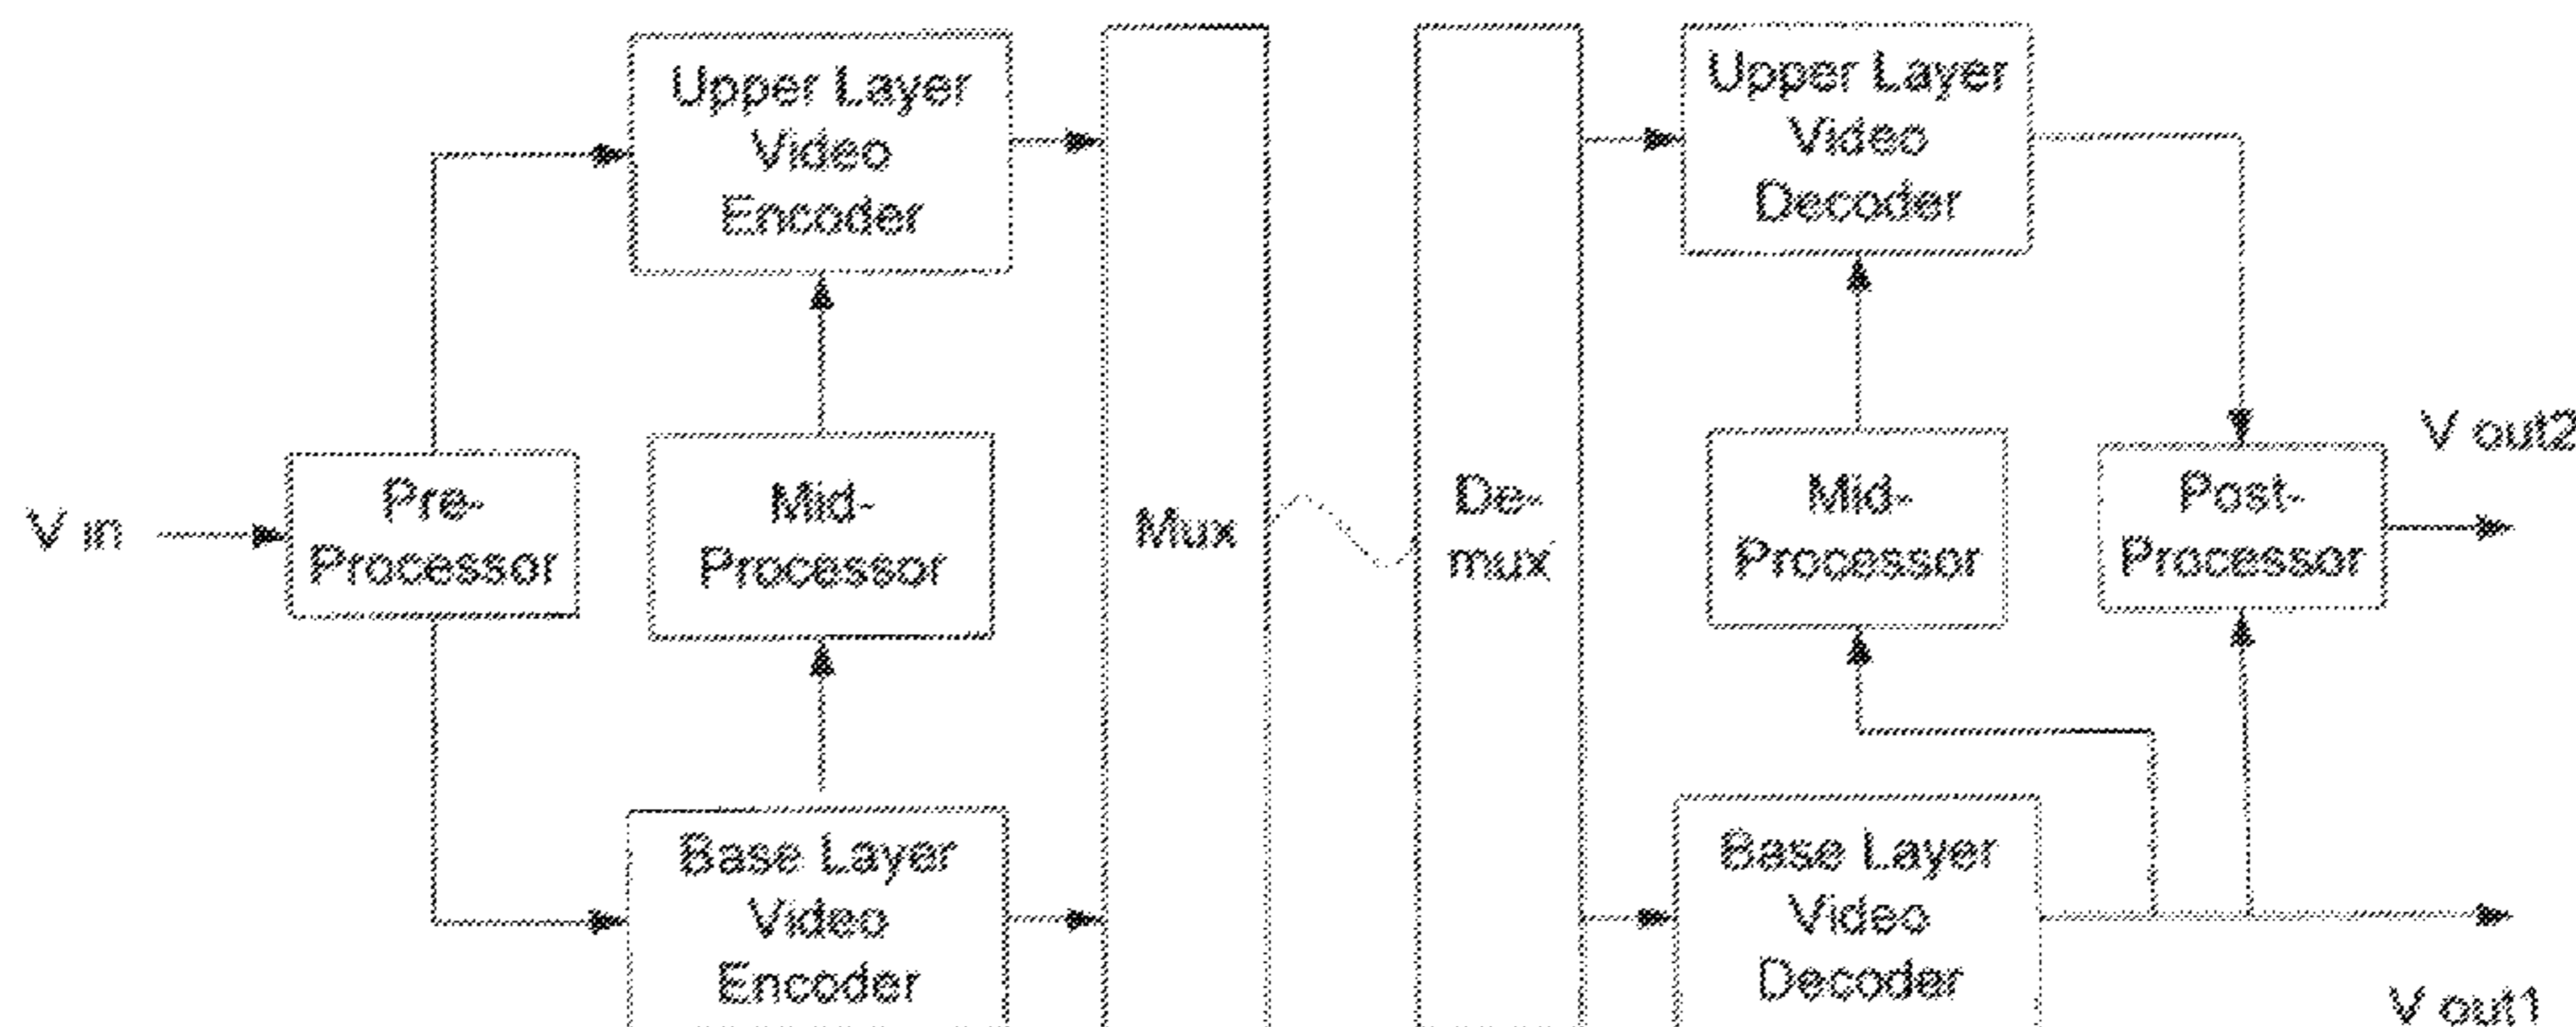 Upper Layer
Video
Encoder
Upper Layer
Video
Decoder
V in
Pre-
Processor
Mid-
Processor
Mux
De-
mux
Mid-
Processor
Post-
Processor
V out2
Base Layer
Video
Encoder
Base Layer
Video
Decoder
V out1